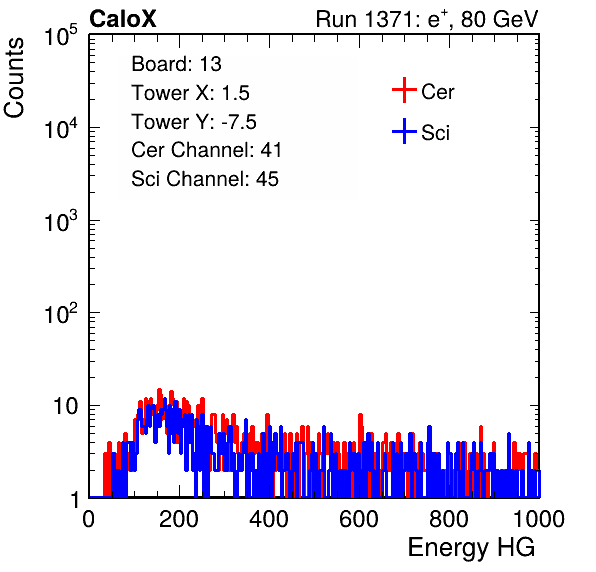 CaloX Run 1371: e⁺, 80 GeV
Board: 13
Tower X: 1.5
Tower Y: -7.5
Cer Channel: 41
Sci Channel: 45
Cer
Sci
Counts
10⁵
10⁴
10³
10²
10
1
0 200 400 600 800 1000
Energy HG